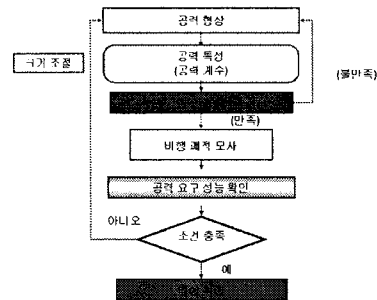 공력 형상
크기 조절
공력 특성
(공력 계수)
(불만족)
(만족)
비행 궤적 모사
공력 요구 성능 확인
아니오
조건 충족
예